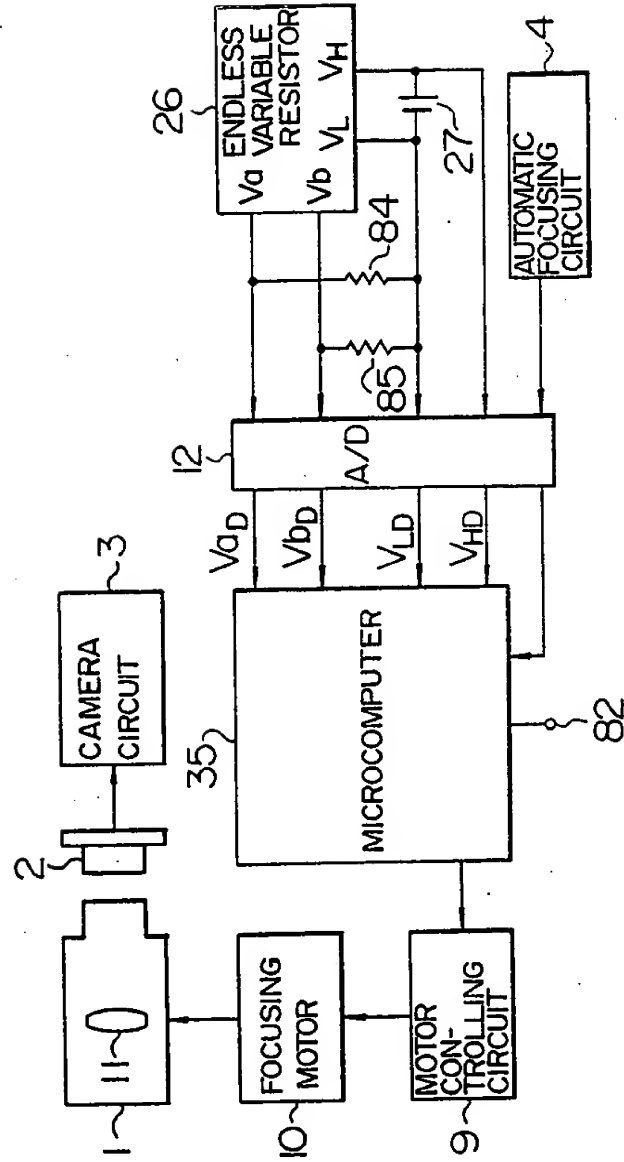 1
11
2
CAMERA
CIRCUIT
3
FOCUSING
MOTOR
10
MOTOR
CON-
TROLLING
CIRCUIT
9
35
MICROCOMPUTER
82
VaD
VbD
VLD
VHD
12
A/D
26
ENDLESS
VARIABLE
RESISTOR
Va
Vb
VL
VH
84
85
27
AUTOMATIC
FOCUSING
CIRCUIT
4